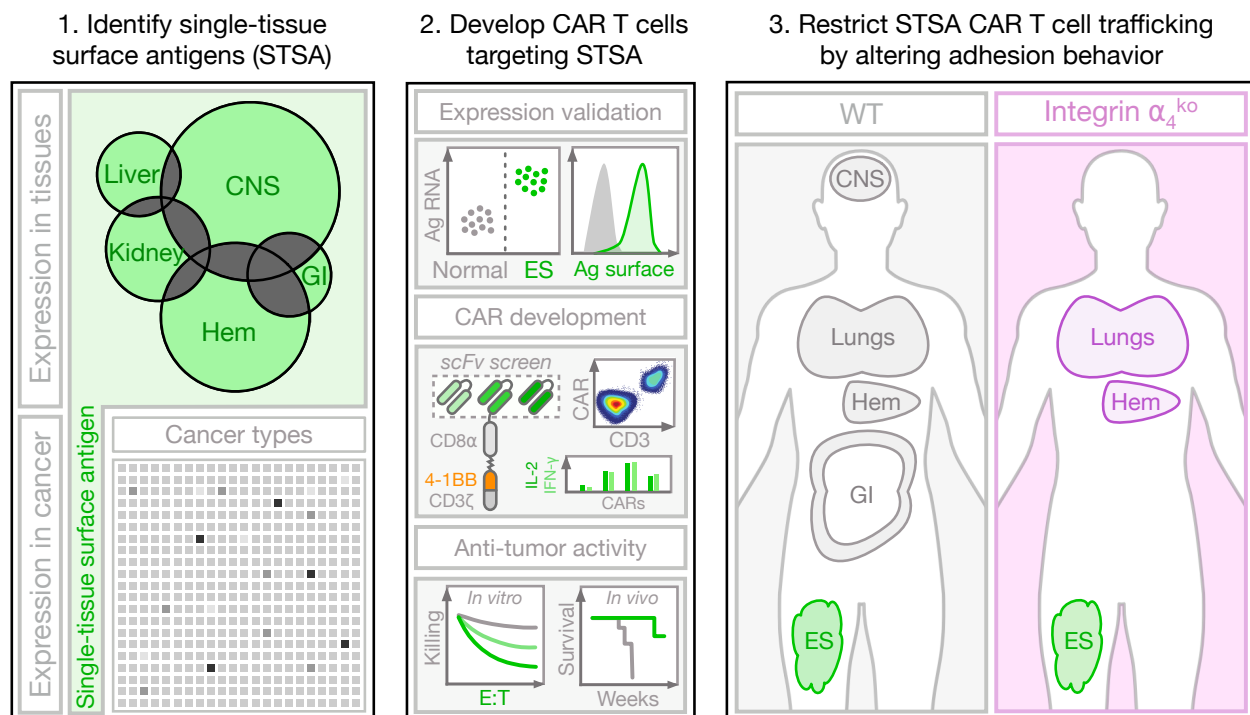 1. Identify single-tissue
surface antigens (STSA)
Expression in tissues
Liver
CNS
Kidney
GI
Hem
Expression in cancer
Single-tissue surface antigen
Cancer types
2. Develop CAR T cells
targeting STSA
Expression validation
Ag RNA
Normal
ES
Ag surface
CAR development
scFv screen
CD8α
4-1BB
CD3ζ
CAR
CD3
IL-2
IFN-γ
CARs
Anti-tumor activity
Killing
In vitro
E:T
Survival
In vivo
Weeks
3. Restrict STSA CAR T cell trafficking
by altering adhesion behavior
WT
CNS
Lungs
Hem
GI
ES
Integrin α4ko
Lungs
Hem
ES